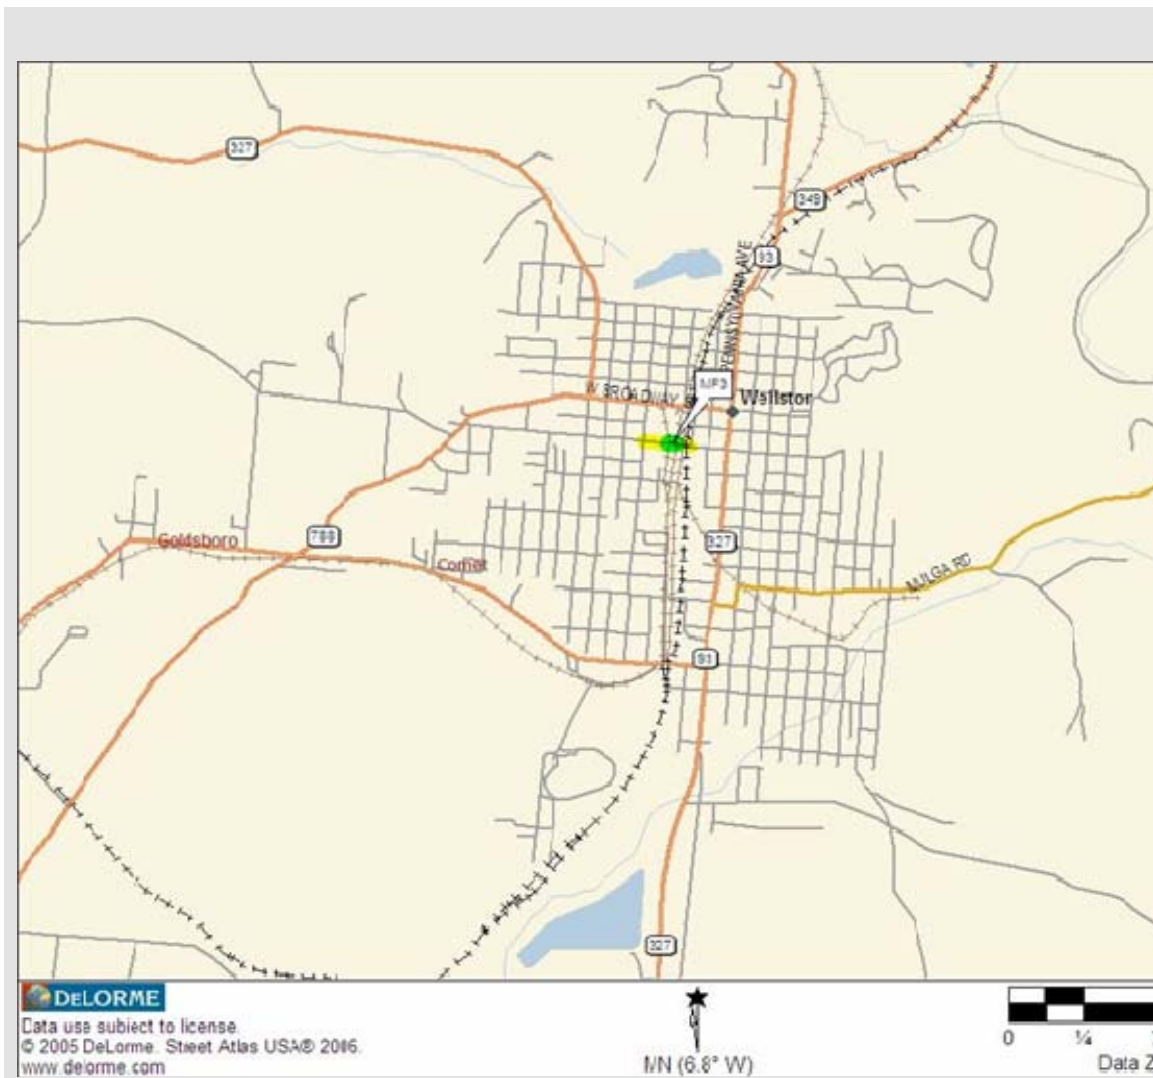 327
349
93
PENNSYLVANIA AVE
W BROADWAY
Wellston
327
Goldsboro
788
Comet
MULGA RD
93
327
DELORME
Data use subject to license.
© 2005 DeLorme. Street Atlas USA® 2006.
www.delorme.com
MN (6.8° W)
0 ¼
Data Z